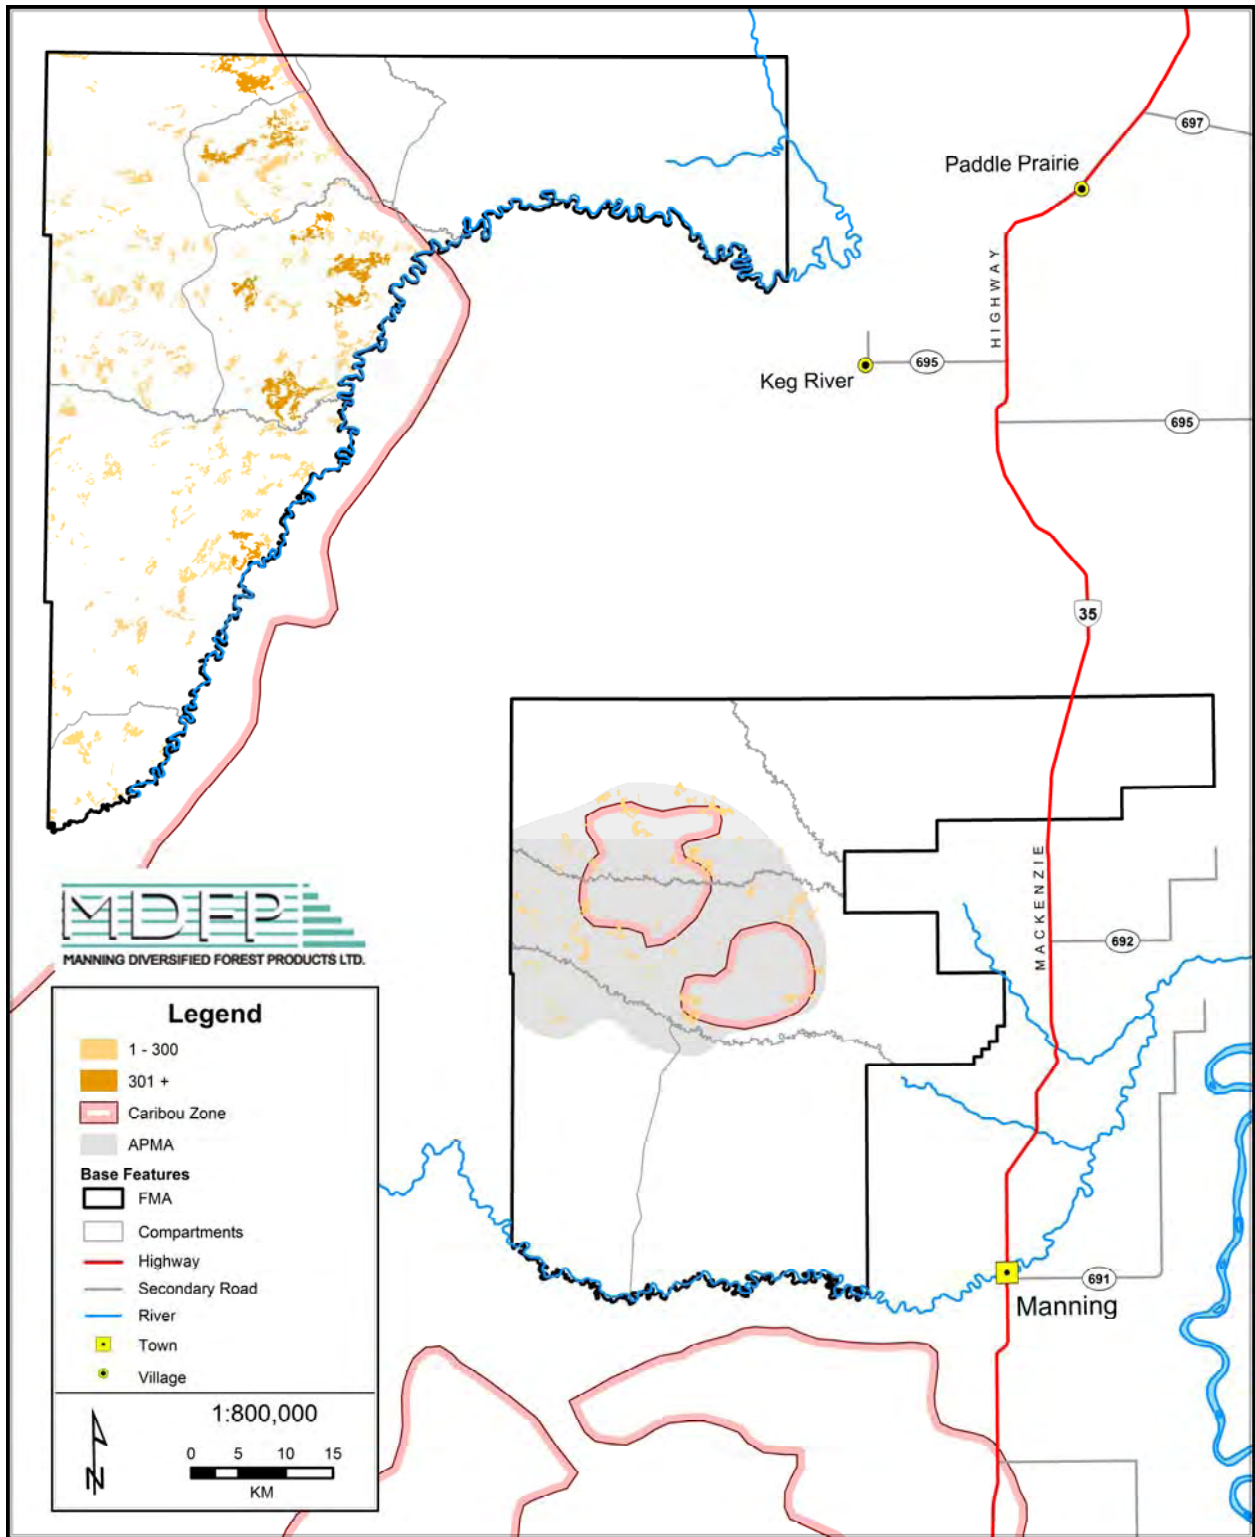 697
Paddle Prairie
HIGHWAY
695
Keg River
695
35
MACKENZIE
692
691
Manning
MDFP
MANNING DIVERSIFIED FOREST PRODUCTS LTD.
Legend
1 - 300
301 +
Caribou Zone
APMA
Base Features
FMA
Compartments
Highway
Secondary Road
River
Town
Village
1:800,000
0 5 10 15
KM
N